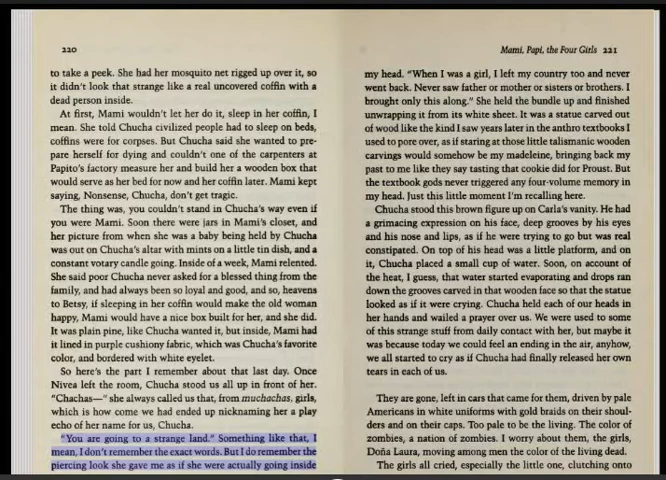 220
to take a peek. She had her mosquito net rigged up over it, so
it didn't look that strange like a real uncovered coffin with a
dead person inside.
At first, Mami wouldn't let her do it, sleep in her coffin, I
mean. She told Chucha civilized people had to sleep on beds,
coffins were for corpses. But Chucha said she wanted to pre-
pare herself for dying and couldn't one of the carpenters at
Papito's factory measure her and build her a wooden box that
would serve as her bed for now and her coffin later. Mami kept
saying, Nonsense, Chucha, don't get tragic.
The thing was, you couldn't stand in Chucha's way even if
you were Mami. Soon there were jars in Mami's closet, and
her picture from when she was a baby being held by Chucha
was out on Chucha's altar with mints on a little tin dish, and a
constant votary candle going. Inside of a week, Mami relented.
She said poor Chucha never asked for a blessed thing from the
family, and had always been so loyal and good, and so, heavens
to Betsy, if sleeping in her coffin would make the old woman
happy, Mami would have a nice box built for her, and she did.
It was plain pine, like Chucha wanted it, but inside, Mami had
it lined in purple cushiony fabric, which was Chucha's favorite
color, and bordered with white eyelet.
So here's the part I remember about that last day. Once
Nivea left the room, Chucha stood us all up in front of her.
"Chachas—" she always called us that, from muchachas, girls,
which is how come we had ended up nicknaming her a play
echo of her name for us, Chucha.
"You are going to a strange land." Something like that, I
mean, I don't remember the exact words. But I do remember the
piercing look she gave me as if she were actually going inside
Mami, Papi, the Four Girls 221
my head. "When I was a girl, I left my country too and never
went back. Never saw father or mother or sisters or brothers. I
brought only this along." She held the bundle up and finished
unwrapping it from its white sheet. It was a statue carved out
of wood like the kind I saw years later in the anthro textbooks I
used to pore over, as if staring at those little talismanic wooden
carvings would somehow be my madeleine, bringing back my
past to me like they say tasting that cookie did for Proust. But
the textbook gods never triggered any four-volume memory in
my head. Just this little moment I'm recalling here.
Chucha stood this brown figure up on Carla's vanity. He had
a grimacing expression on his face, deep grooves by his eyes
and his nose and lips, as if he were trying to go but was real
constipated. On top of his head was a little platform, and on
it, Chucha placed a small cup of water. Soon, on account of
the heat, I guess, that water started evaporating and drops ran
down the grooves carved in that wooden face so that the statue
looked as if it were crying. Chucha held each of our heads in
her hands and wailed a prayer over us. We were used to some
of this strange stuff from daily contact with her, but maybe it
was because today we could feel an ending in the air, anyhow,
we all started to cry as if Chucha had finally released her own
tears in each of us.
They are gone, left in cars that came for them, driven by pale
Americans in white uniforms with gold braids on their shoul-
ders and on their caps. Too pale to be the living. The color of
zombies, a nation of zombies. I worry about them, the girls,
Doña Laura, moving among men the color of the living dead.
The girls all cried, especially the little one, clutching onto